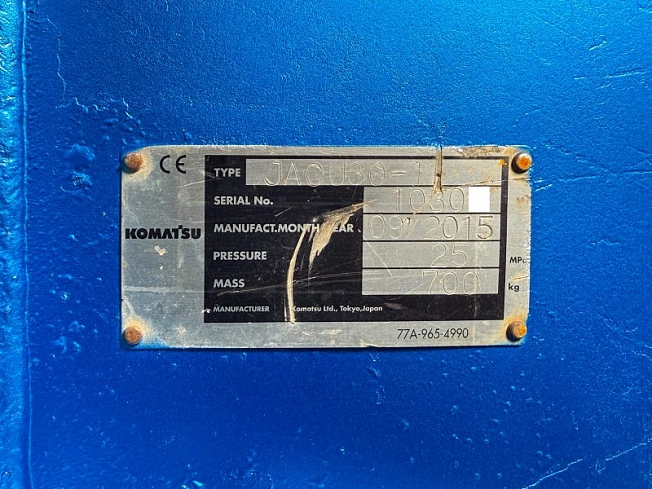 CE
TYPE JACU30-1
SERIAL No. 1030
KOMATSU
MANUFACT.MONTH/YEAR 09/2015
PRESSURE 25 MPa
MASS 700 kg
MANUFACTURER Komatsu Ltd., Tokyo,Japan
77A-965-4990